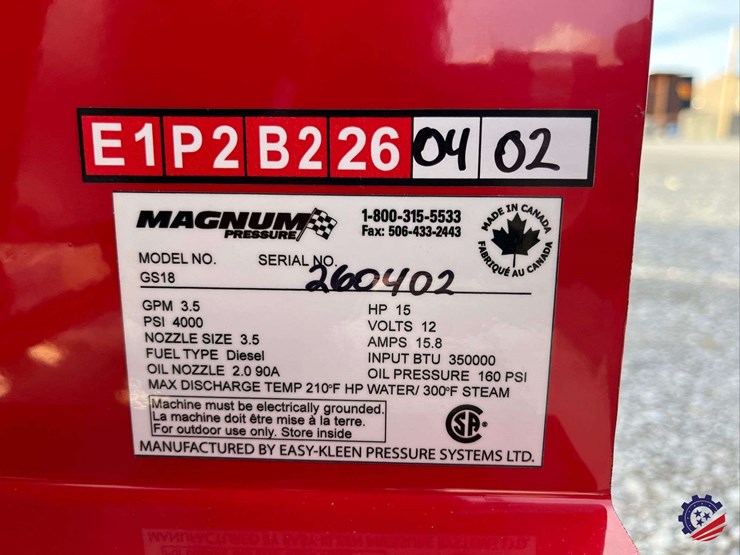 E1 P2 B2 26 04 02
MAGNUM
PRESSURE
1-800-315-5533
Fax: 506-433-2443
MADE IN CANADA
FABRIQUÉ AU CANADA
MODEL NO. SERIAL NO.
GS18 260402
GPM 3.5 HP 15
PSI 4000 VOLTS 12
NOZZLE SIZE 3.5 AMPS 15.8
FUEL TYPE Diesel INPUT BTU 350000
OIL NOZZLE 2.0 90A OIL PRESSURE 160 PSI
MAX DISCHARGE TEMP 210°F HP WATER/ 300°F STEAM
Machine must be electrically grounded.
La machine doit être mise à la terre.
For outdoor use only. Store inside
SA
MANUFACTURED BY EASY-KLEEN PRESSURE SYSTEMS LTD.